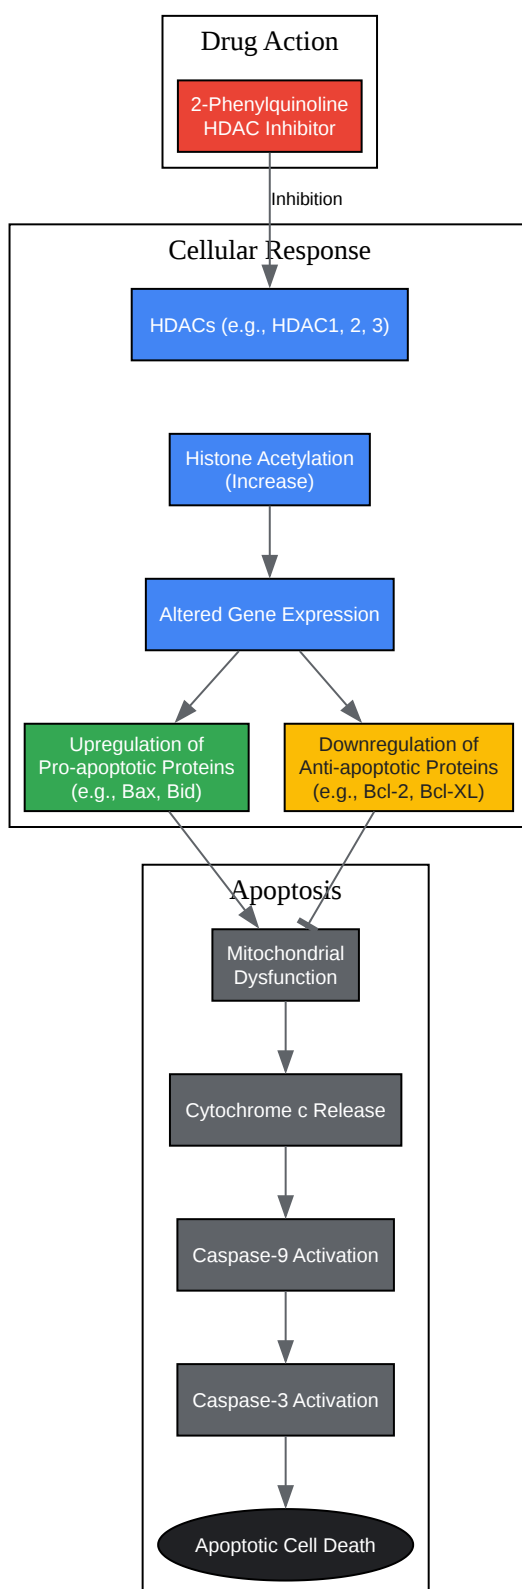 Drug Action
2-Phenylquinoline
HDAC Inhibitor
Inhibition
Cellular Response
HDACs (e.g., HDAC1, 2, 3)
Histone Acetylation
(Increase)
Altered Gene Expression
Upregulation of
Pro-apoptotic Proteins
(e.g., Bax, Bid)
Downregulation of
Anti-apoptotic Proteins
(e.g., Bcl-2, Bcl-XL)
Apoptosis
Mitochondrial
Dysfunction
Cytochrome c Release
Caspase-9 Activation
Caspase-3 Activation
Apoptotic Cell Death